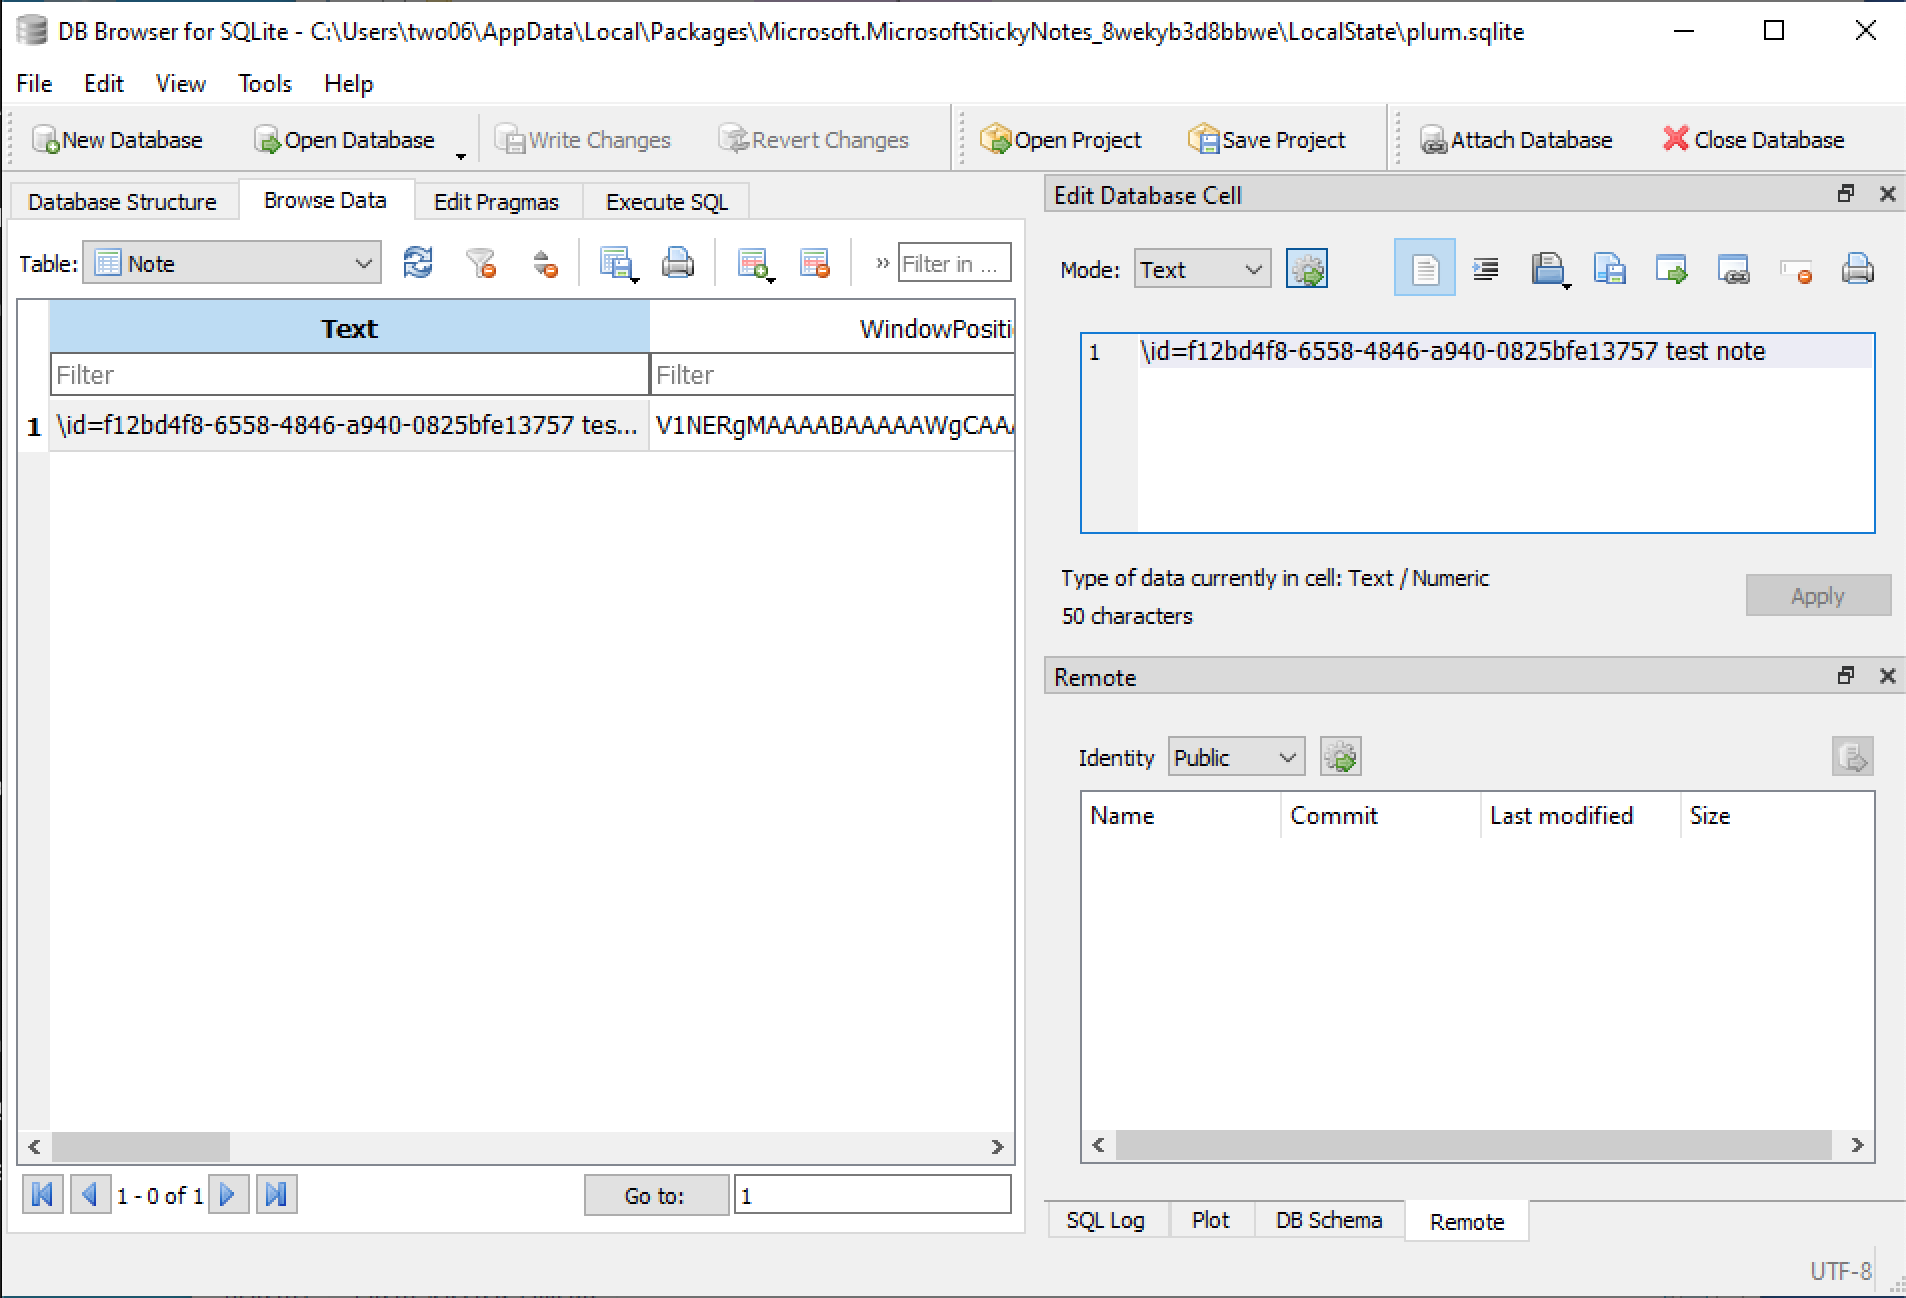 DB Browser for SQLite - C:\Users\two06\AppData\Local\Packages\Microsoft.MicrosoftStickyNotes_8wekyb3d8bbwe\LocalState\plum.sqlite
File Edit View Tools Help
New Database Open Database Write Changes Revert Changes Open Project Save Project Attach Database Close Database
Database Structure Browse Data Edit Pragmas Execute SQL
Table: Note » Filter in ...
Text WindowPositi
Filter Filter
1 \id=f12bd4f8-6558-4846-a940-0825bfe13757 tes... V1NERgMAAAABAAAAAWgCAAA
1 - 0 of 1 Go to: 1
Edit Database Cell
Mode: Text
1 \id=f12bd4f8-6558-4846-a940-0825bfe13757 test note
Type of data currently in cell: Text / Numeric
50 characters
Apply
Remote
Identity Public
Name Commit Last modified Size
SQL Log Plot DB Schema Remote
UTF-8